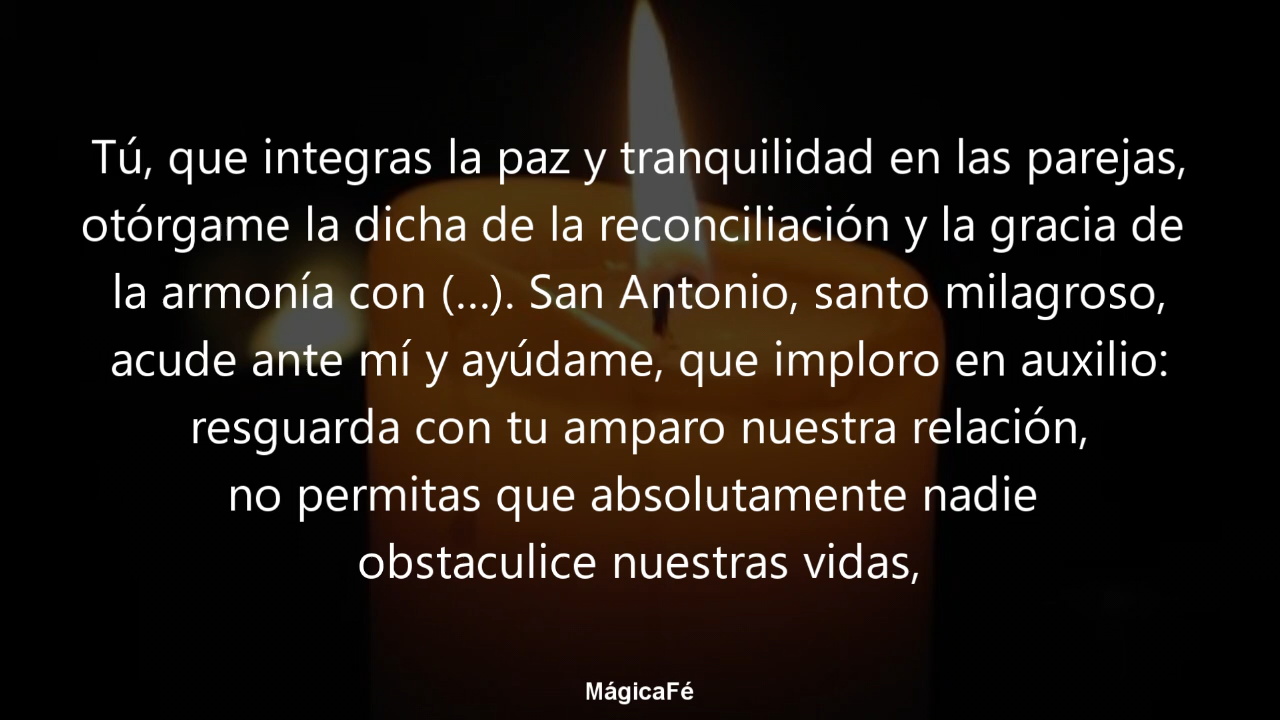 Tú, que integras la paz y tranquilidad en las parejas,
otórgame la dicha de la reconciliación y la gracia de
la armonía con (...). San Antonio, santo milagroso,
acude ante mí y ayúdame, que imploro en auxilio:
resguarda con tu amparo nuestra relación,
no permitas que absolutamente nadie
obstaculice nuestras vidas,
MágicaFé